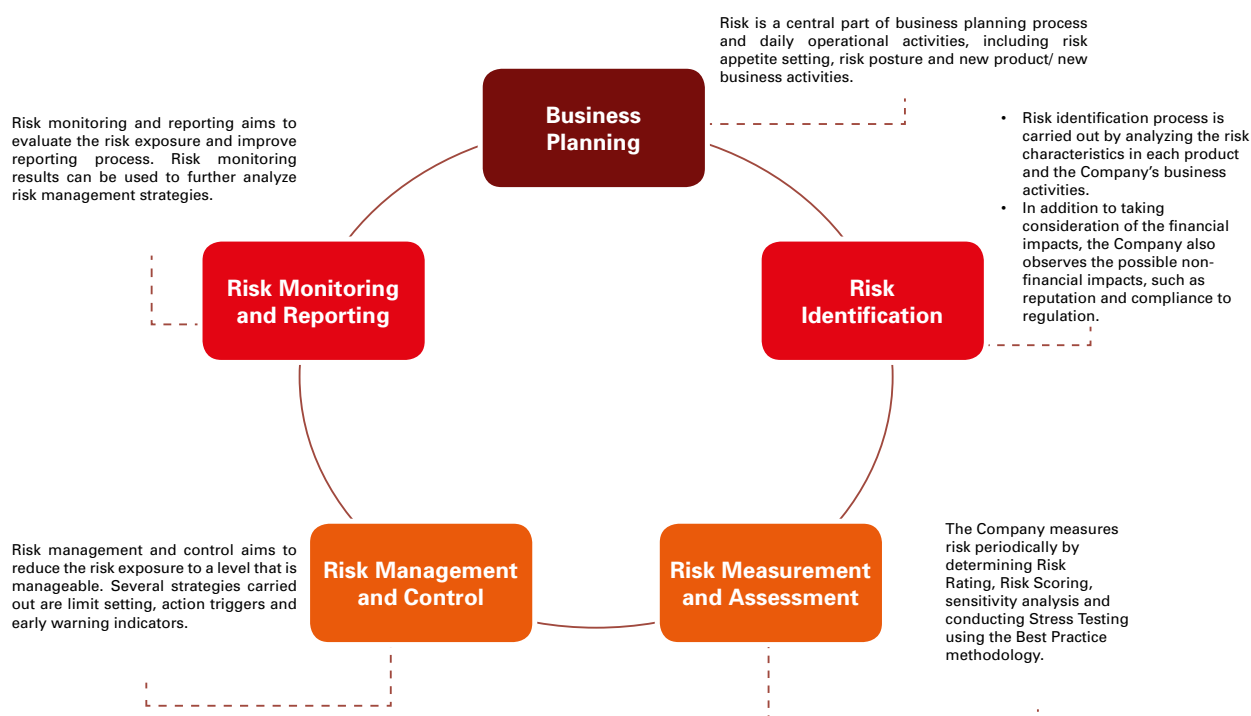 Risk is a central part of business planning process
and daily operational activities, including risk
appetite setting, risk posture and new product/ new
business activities.
Business
Planning
Risk monitoring and reporting aims to
evaluate the risk exposure and improve
reporting process. Risk monitoring
results can be used to further analyze
risk management strategies.
• Risk identification process is
carried out by analyzing the risk
characteristics in each product
and the Company's business
activities.
• In addition to taking
consideration of the financial
impacts, the Company also
observes the possible non-
financial impacts, such as
reputation and compliance to
regulation.
Risk Monitoring
and Reporting
Risk
Identification
Risk management and control aims to
reduce the risk exposure to a level that is
manageable. Several strategies carried
out are limit setting, action triggers and
early warning indicators.
Risk Management
and Control
Risk Measurement
and Assessment
The Company measures
risk periodically by
determining Risk
Rating, Risk Scoring,
sensitivity analysis and
conducting Stress Testing
using the Best Practice
methodology.